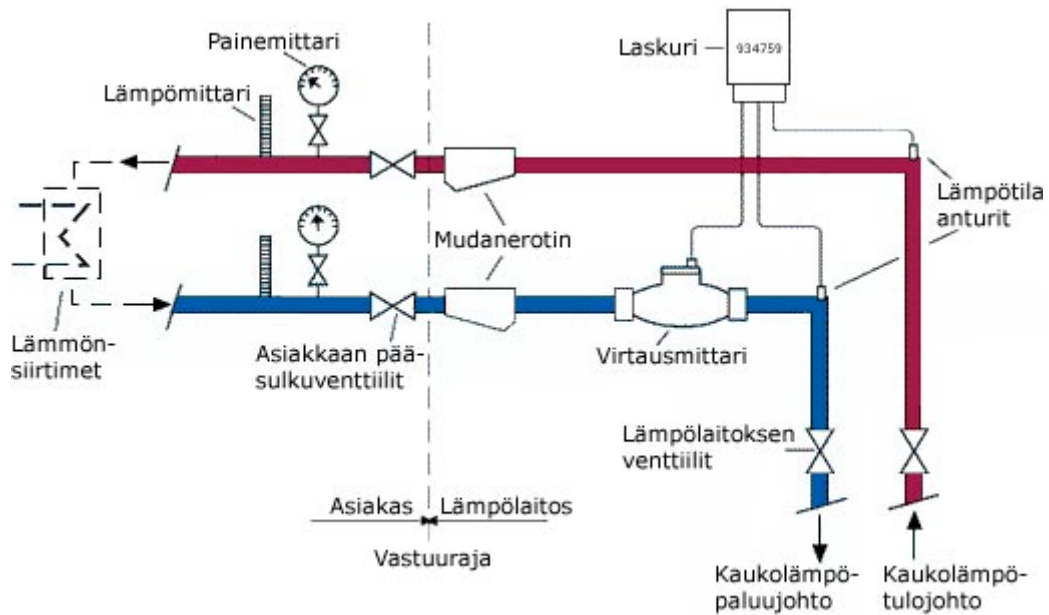 Painemittari
Laskuri
934759
Lämpömittari
Lämpötila
anturit
Mudanerotin
Lämmön-
siirtimet
Asiakkaan pää-
sulkuventtiilit
Virtausmittari
Lämpölaitoksen
venttiilit
Asiakas
Lämpölaitos
Vastuuraja
Kaukolämpö-
paluujohto
Kaukolämpö-
tulojohto